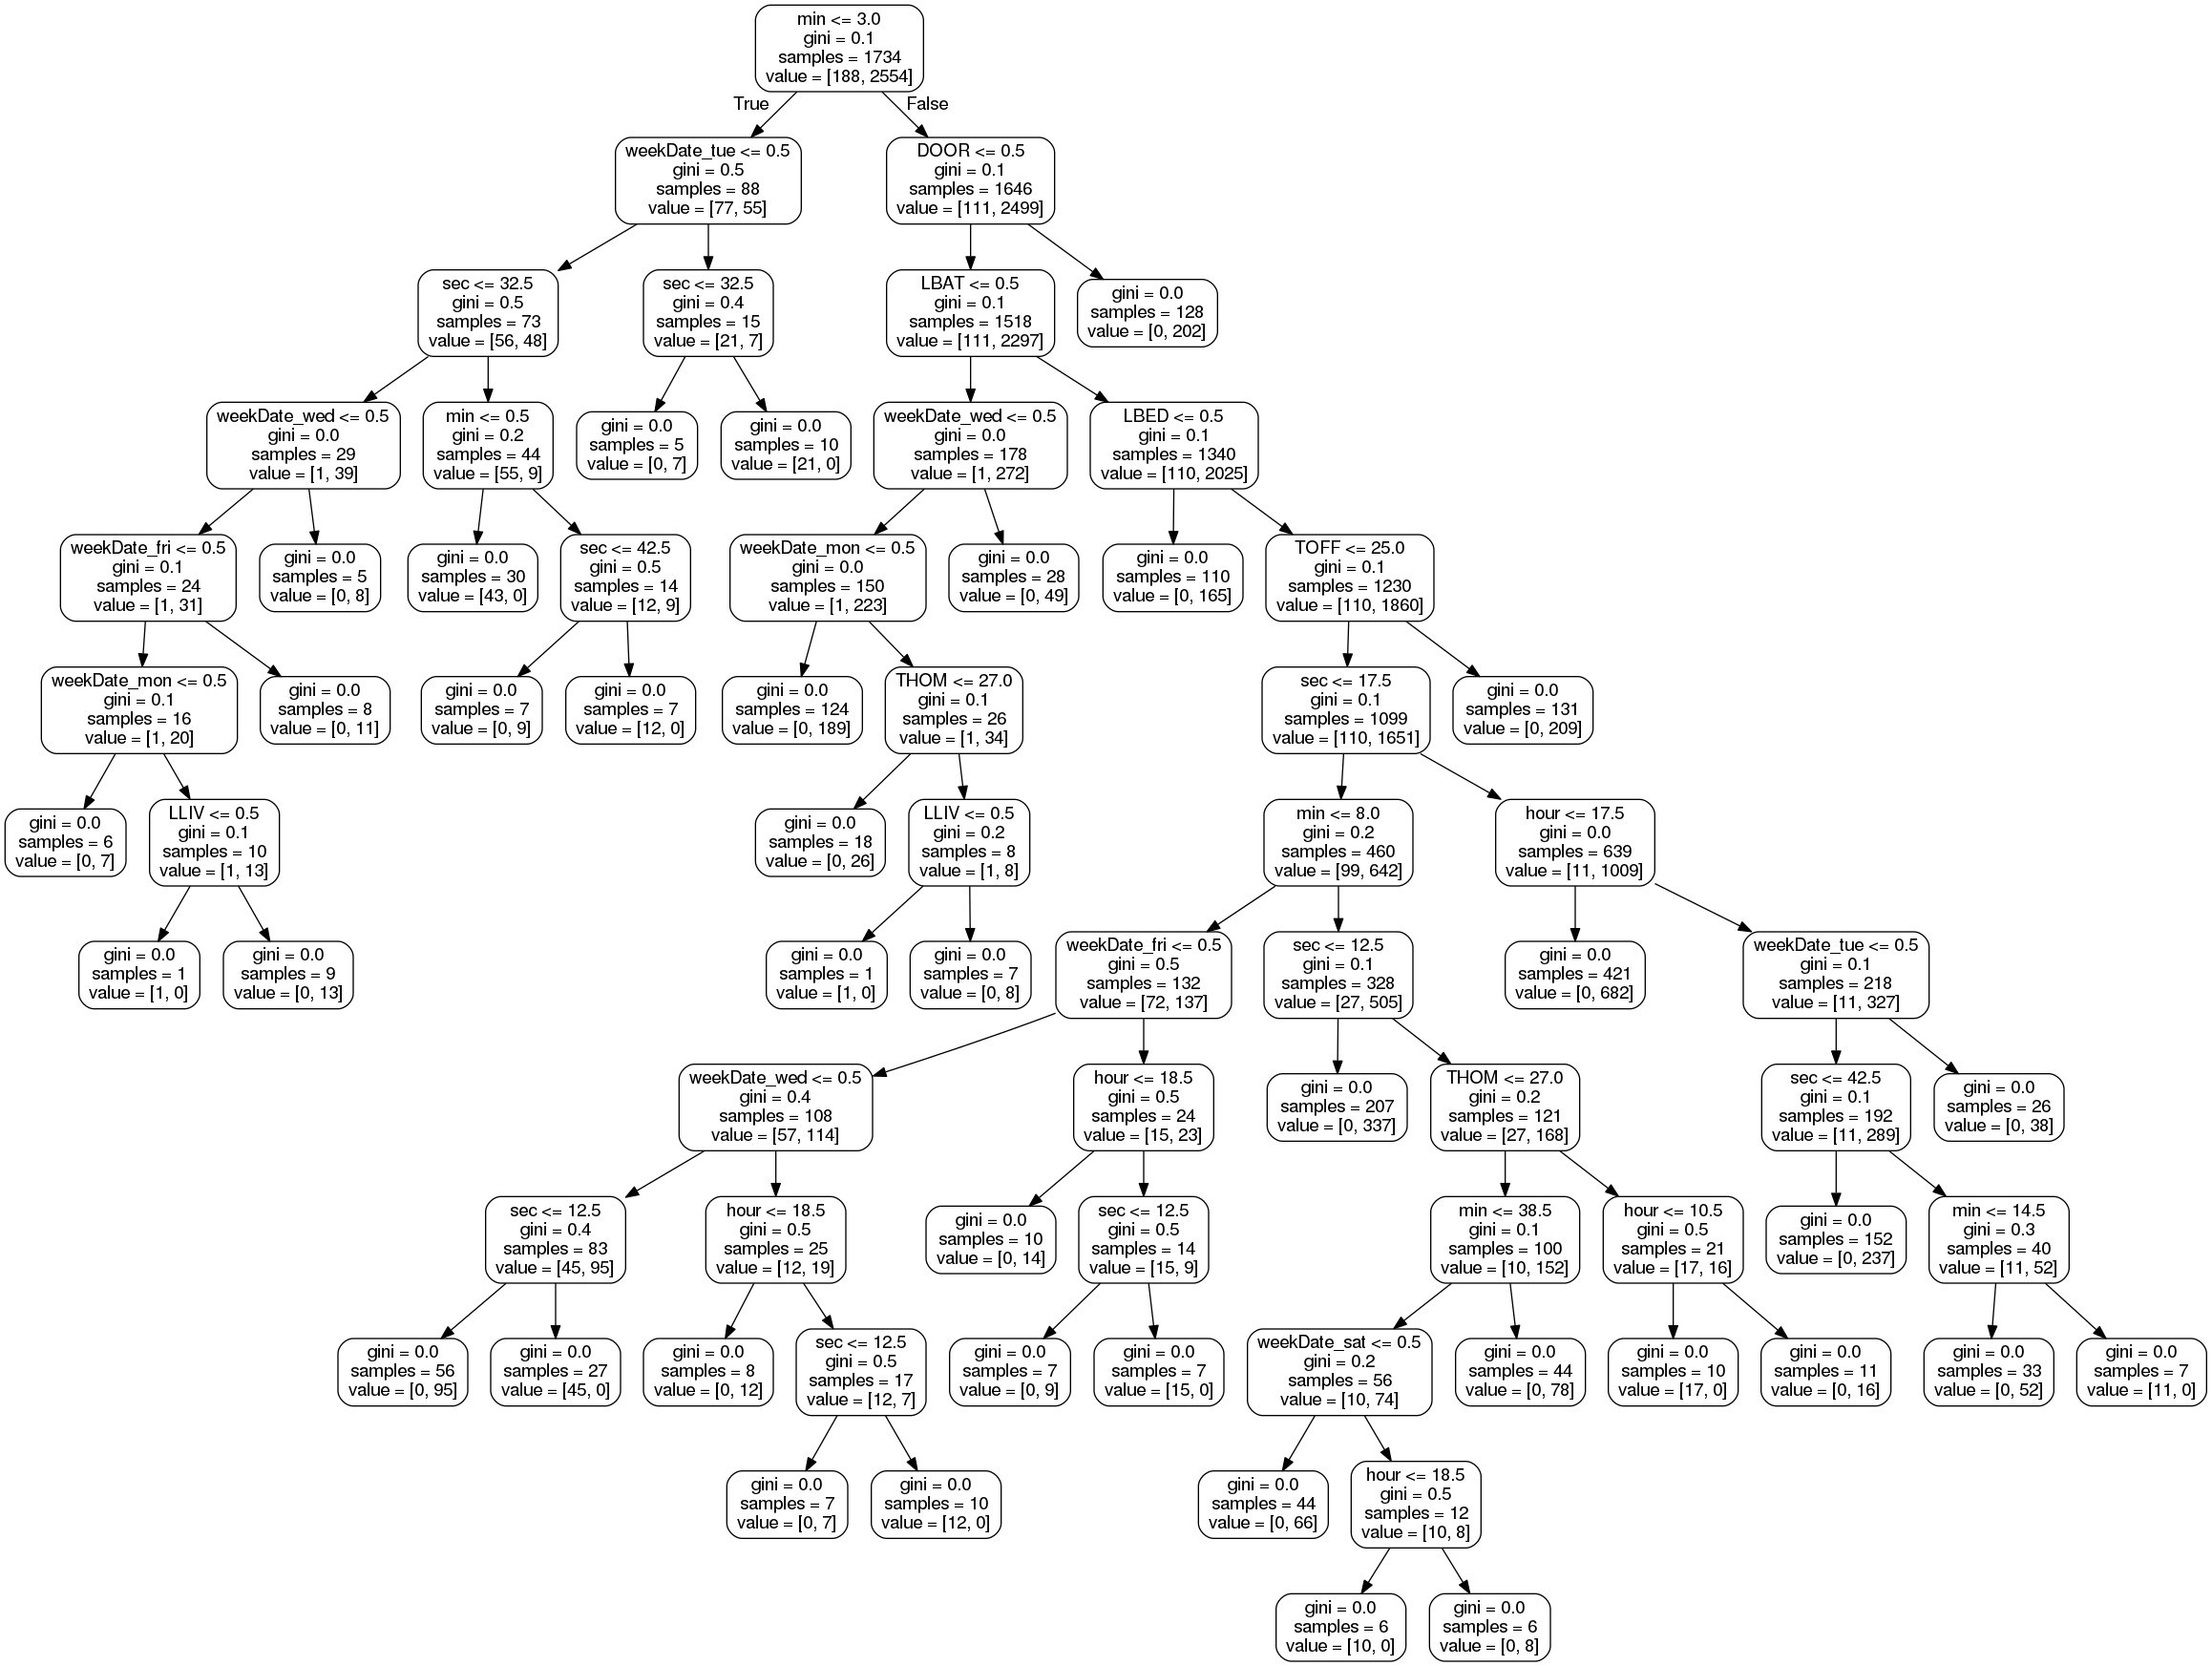 min <= 3.0
gini = 0.1
samples = 1734
value = [188, 2554]
True
False
weekDate_tue <= 0.5
gini = 0.5
samples = 88
value = [77, 55]
DOOR <= 0.5
gini = 0.1
samples = 1646
value = [111, 2499]
sec <= 32.5
gini = 0.5
samples = 73
value = [56, 48]
sec <= 32.5
gini = 0.4
samples = 15
value = [21, 7]
LBAT <= 0.5
gini = 0.1
samples = 1518
value = [111, 2297]
gini = 0.0
samples = 128
value = [0, 202]
weekDate_wed <= 0.5
gini = 0.0
samples = 29
value = [1, 39]
min <= 0.5
gini = 0.2
samples = 44
value = [55, 9]
gini = 0.0
samples = 5
value = [0, 7]
gini = 0.0
samples = 10
value = [21, 0]
weekDate_wed <= 0.5
gini = 0.0
samples = 178
value = [1, 272]
LBED <= 0.5
gini = 0.1
samples = 1340
value = [110, 2025]
weekDate_fri <= 0.5
gini = 0.1
samples = 24
value = [1, 31]
gini = 0.0
samples = 5
value = [0, 8]
gini = 0.0
samples = 30
value = [43, 0]
sec <= 42.5
gini = 0.5
samples = 14
value = [12, 9]
weekDate_mon <= 0.5
gini = 0.0
samples = 150
value = [1, 223]
gini = 0.0
samples = 28
value = [0, 49]
gini = 0.0
samples = 110
value = [0, 165]
TOFF <= 25.0
gini = 0.1
samples = 1230
value = [110, 1860]
weekDate_mon <= 0.5
gini = 0.1
samples = 16
value = [1, 20]
gini = 0.0
samples = 8
value = [0, 11]
gini = 0.0
samples = 7
value = [0, 9]
gini = 0.0
samples = 7
value = [12, 0]
gini = 0.0
samples = 124
value = [0, 189]
THOM <= 27.0
gini = 0.1
samples = 26
value = [1, 34]
sec <= 17.5
gini = 0.1
samples = 1099
value = [110, 1651]
gini = 0.0
samples = 131
value = [0, 209]
gini = 0.0
samples = 6
value = [0, 7]
LLIV <= 0.5
gini = 0.1
samples = 10
value = [1, 13]
gini = 0.0
samples = 18
value = [0, 26]
LLIV <= 0.5
gini = 0.2
samples = 8
value = [1, 8]
min <= 8.0
gini = 0.2
samples = 460
value = [99, 642]
hour <= 17.5
gini = 0.0
samples = 639
value = [11, 1009]
gini = 0.0
samples = 1
value = [1, 0]
gini = 0.0
samples = 9
value = [0, 13]
gini = 0.0
samples = 1
value = [1, 0]
gini = 0.0
samples = 7
value = [0, 8]
weekDate_fri <= 0.5
gini = 0.5
samples = 132
value = [72, 137]
sec <= 12.5
gini = 0.1
samples = 328
value = [27, 505]
gini = 0.0
samples = 421
value = [0, 682]
weekDate_tue <= 0.5
gini = 0.1
samples = 218
value = [11, 327]
weekDate_wed <= 0.5
gini = 0.4
samples = 108
value = [57, 114]
hour <= 18.5
gini = 0.5
samples = 24
value = [15, 23]
gini = 0.0
samples = 207
value = [0, 337]
THOM <= 27.0
gini = 0.2
samples = 121
value = [27, 168]
sec <= 42.5
gini = 0.1
samples = 192
value = [11, 289]
gini = 0.0
samples = 26
value = [0, 38]
sec <= 12.5
gini = 0.4
samples = 83
value = [45, 95]
hour <= 18.5
gini = 0.5
samples = 25
value = [12, 19]
gini = 0.0
samples = 10
value = [0, 14]
sec <= 12.5
gini = 0.5
samples = 14
value = [15, 9]
min <= 38.5
gini = 0.1
samples = 100
value = [10, 152]
hour <= 10.5
gini = 0.5
samples = 21
value = [17, 16]
gini = 0.0
samples = 152
value = [0, 237]
min <= 14.5
gini = 0.3
samples = 40
value = [11, 52]
gini = 0.0
samples = 56
value = [0, 95]
gini = 0.0
samples = 27
value = [45, 0]
gini = 0.0
samples = 8
value = [0, 12]
sec <= 12.5
gini = 0.5
samples = 17
value = [12, 7]
gini = 0.0
samples = 7
value = [0, 9]
gini = 0.0
samples = 7
value = [15, 0]
weekDate_sat <= 0.5
gini = 0.2
samples = 56
value = [10, 74]
gini = 0.0
samples = 44
value = [0, 78]
gini = 0.0
samples = 10
value = [17, 0]
gini = 0.0
samples = 11
value = [0, 16]
gini = 0.0
samples = 33
value = [0, 52]
gini = 0.0
samples = 7
value = [11, 0]
gini = 0.0
samples = 7
value = [0, 7]
gini = 0.0
samples = 10
value = [12, 0]
gini = 0.0
samples = 44
value = [0, 66]
hour <= 18.5
gini = 0.5
samples = 12
value = [10, 8]
gini = 0.0
samples = 6
value = [10, 0]
gini = 0.0
samples = 6
value = [0, 8]